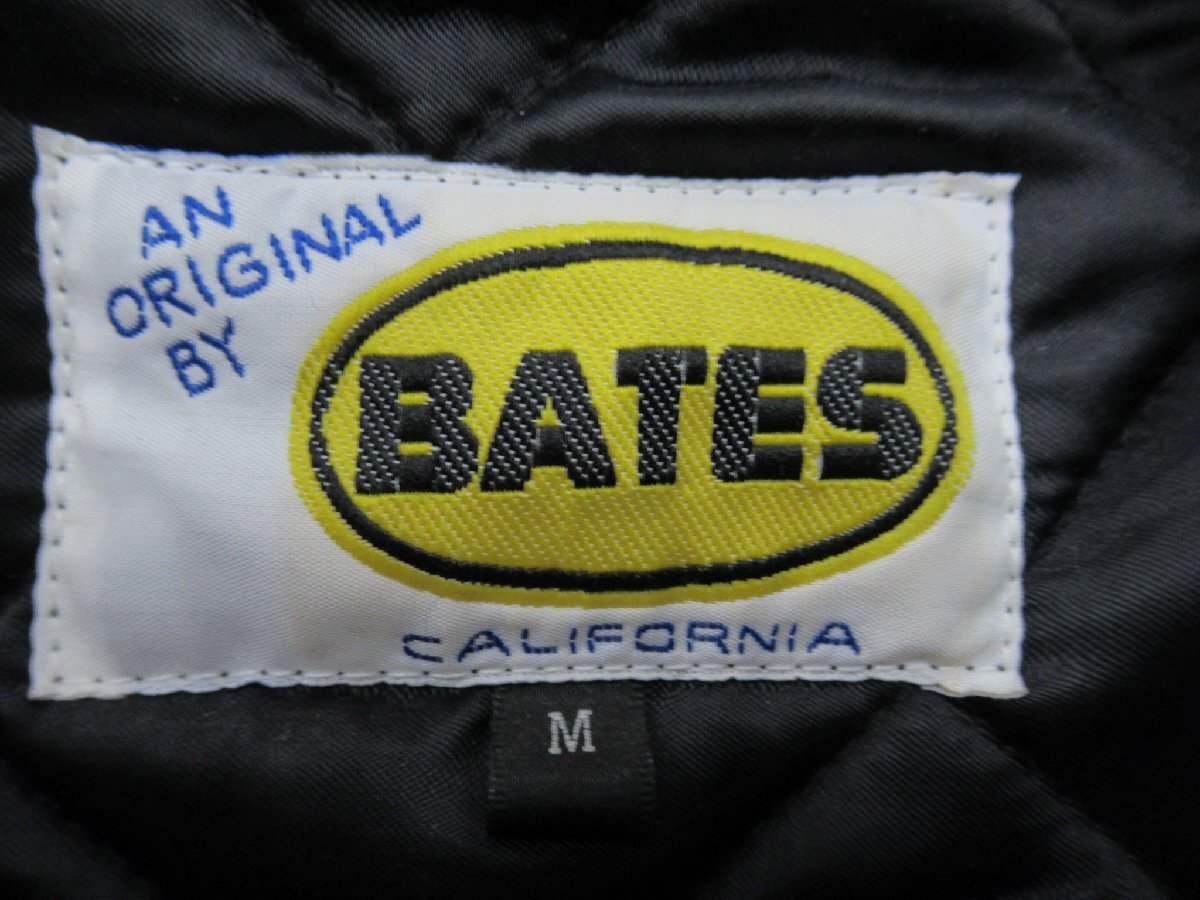 AN
ORIGINAL
BY
BATES
CALIFORNIA
M